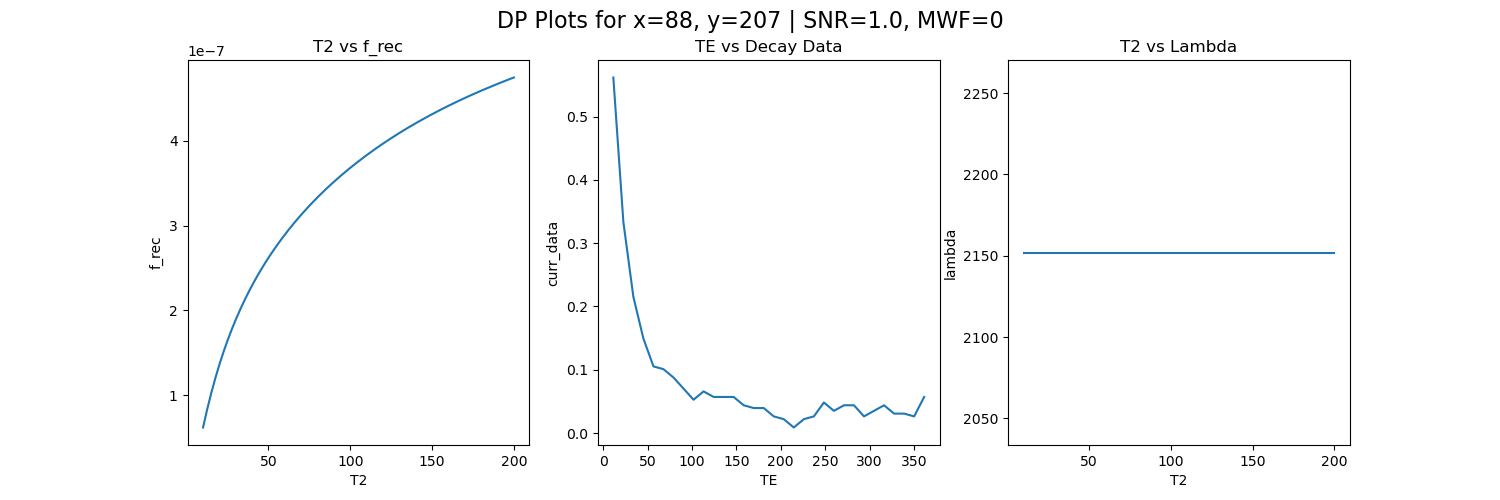 DP Plots for x=88, y=207 | SNR=1.0, MWF=0
T2 vs f_rec
1e−7
4
3
2
1
f_rec
50 100 150 200
T2
TE vs Decay Data
0.5
0.4
0.3
0.2
0.1
0.0
curr_data
0 50 100 150 200 250 300 350
TE
T2 vs Lambda
2250
2200
2150
2100
2050
lambda
50 100 150 200
T2